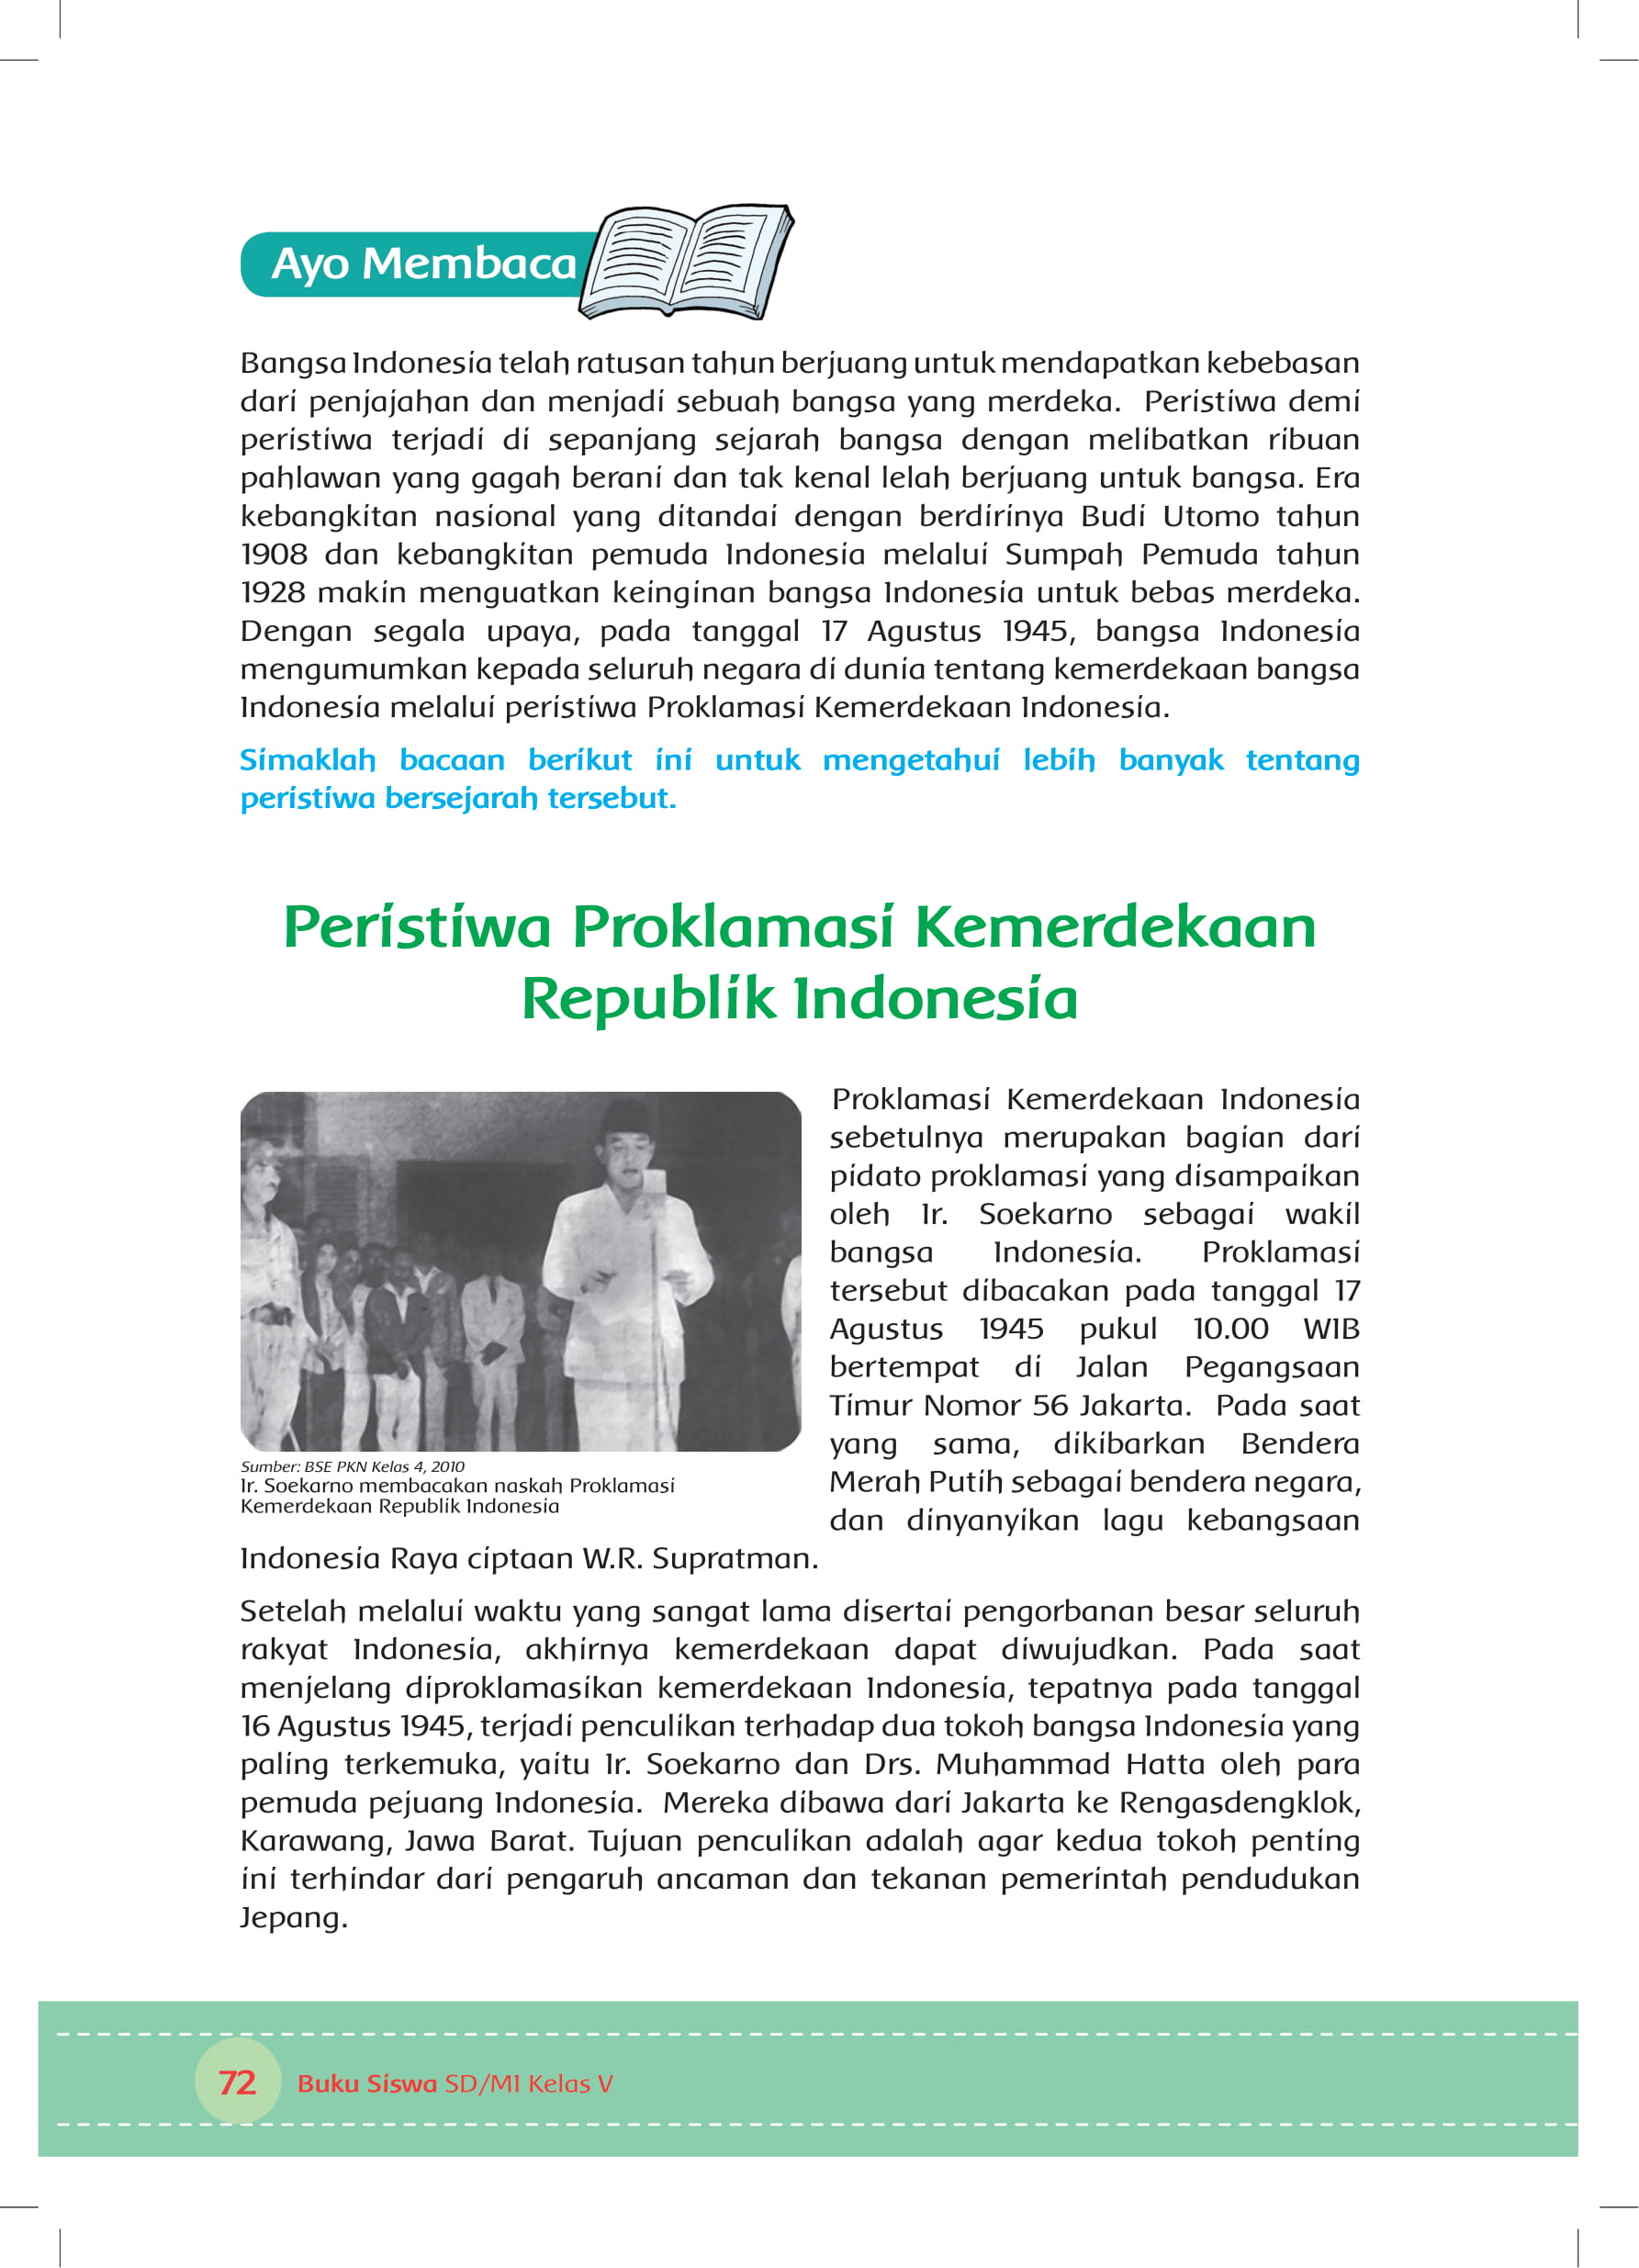 Ayo Membaca
Bangsa Indonesia telah ratusan tahun berjuang untuk mendapatkan kebebasan
dari penjajahan dan menjadi sebuah bangsa yang merdeka. Peristiwa demi
peristiwa terjadi di sepanjang sejarah bangsa dengan melibatkan ribuan
pahlawan yang gagah berani dan tak kenal lelah berjuang untuk bangsa. Era
kebangkitan nasional yang ditandai dengan berdirinya Budi Utomo tahun
1908 dan kebangkitan pemuda Indonesia melalui Sumpah Pemuda tahun
1928 makin menguatkan keinginan bangsa Indonesia untuk bebas merdeka.
Dengan segala upaya, pada tanggal 17 Agustus 1945, bangsa Indonesia
mengumumkan kepada seluruh negara di dunia tentang kemerdekaan bangsa
Indonesia melalui peristiwa Proklamasi Kemerdekaan Indonesia.
Simaklah bacaan berikut ini untuk mengetahui lebih banyak tentang
peristiwa bersejarah tersebut.
Peristiwa Proklamasi Kemerdekaan
Republik Indonesia
Sumber: BSE PKN Kelas 4, 2010
Ir. Soekarno membacakan naskah Proklamasi
Kemerdekaan Republik Indonesia
Proklamasi Kemerdekaan Indonesia
sebetulnya merupakan bagian dari
pidato proklamasi yang disampaikan
oleh Ir. Soekarno sebagai wakil
bangsa Indonesia. Proklamasi
tersebut dibacakan pada tanggal 17
Agustus 1945 pukul 10.00 WIB
bertempat di Jalan Pegangsaan
Timur Nomor 56 Jakarta. Pada saat
yang sama, dikibarkan Bendera
Merah Putih sebagai bendera negara,
dan dinyanyikan lagu kebangsaan
Indonesia Raya ciptaan W.R. Supratman.
Setelah melalui waktu yang sangat lama disertai pengorbanan besar seluruh
rakyat Indonesia, akhirnya kemerdekaan dapat diwujudkan. Pada saat
menjelang diproklamasikan kemerdekaan Indonesia, tepatnya pada tanggal
16 Agustus 1945, terjadi penculikan terhadap dua tokoh bangsa Indonesia yang
paling terkemuka, yaitu Ir. Soekarno dan Drs. Muhammad Hatta oleh para
pemuda pejuang Indonesia. Mereka dibawa dari Jakarta ke Rengasdengklok,
Karawang, Jawa Barat. Tujuan penculikan adalah agar kedua tokoh penting
ini terhindar dari pengaruh ancaman dan tekanan pemerintah pendudukan
Jepang.
72 Buku Siswa SD/MI Kelas V